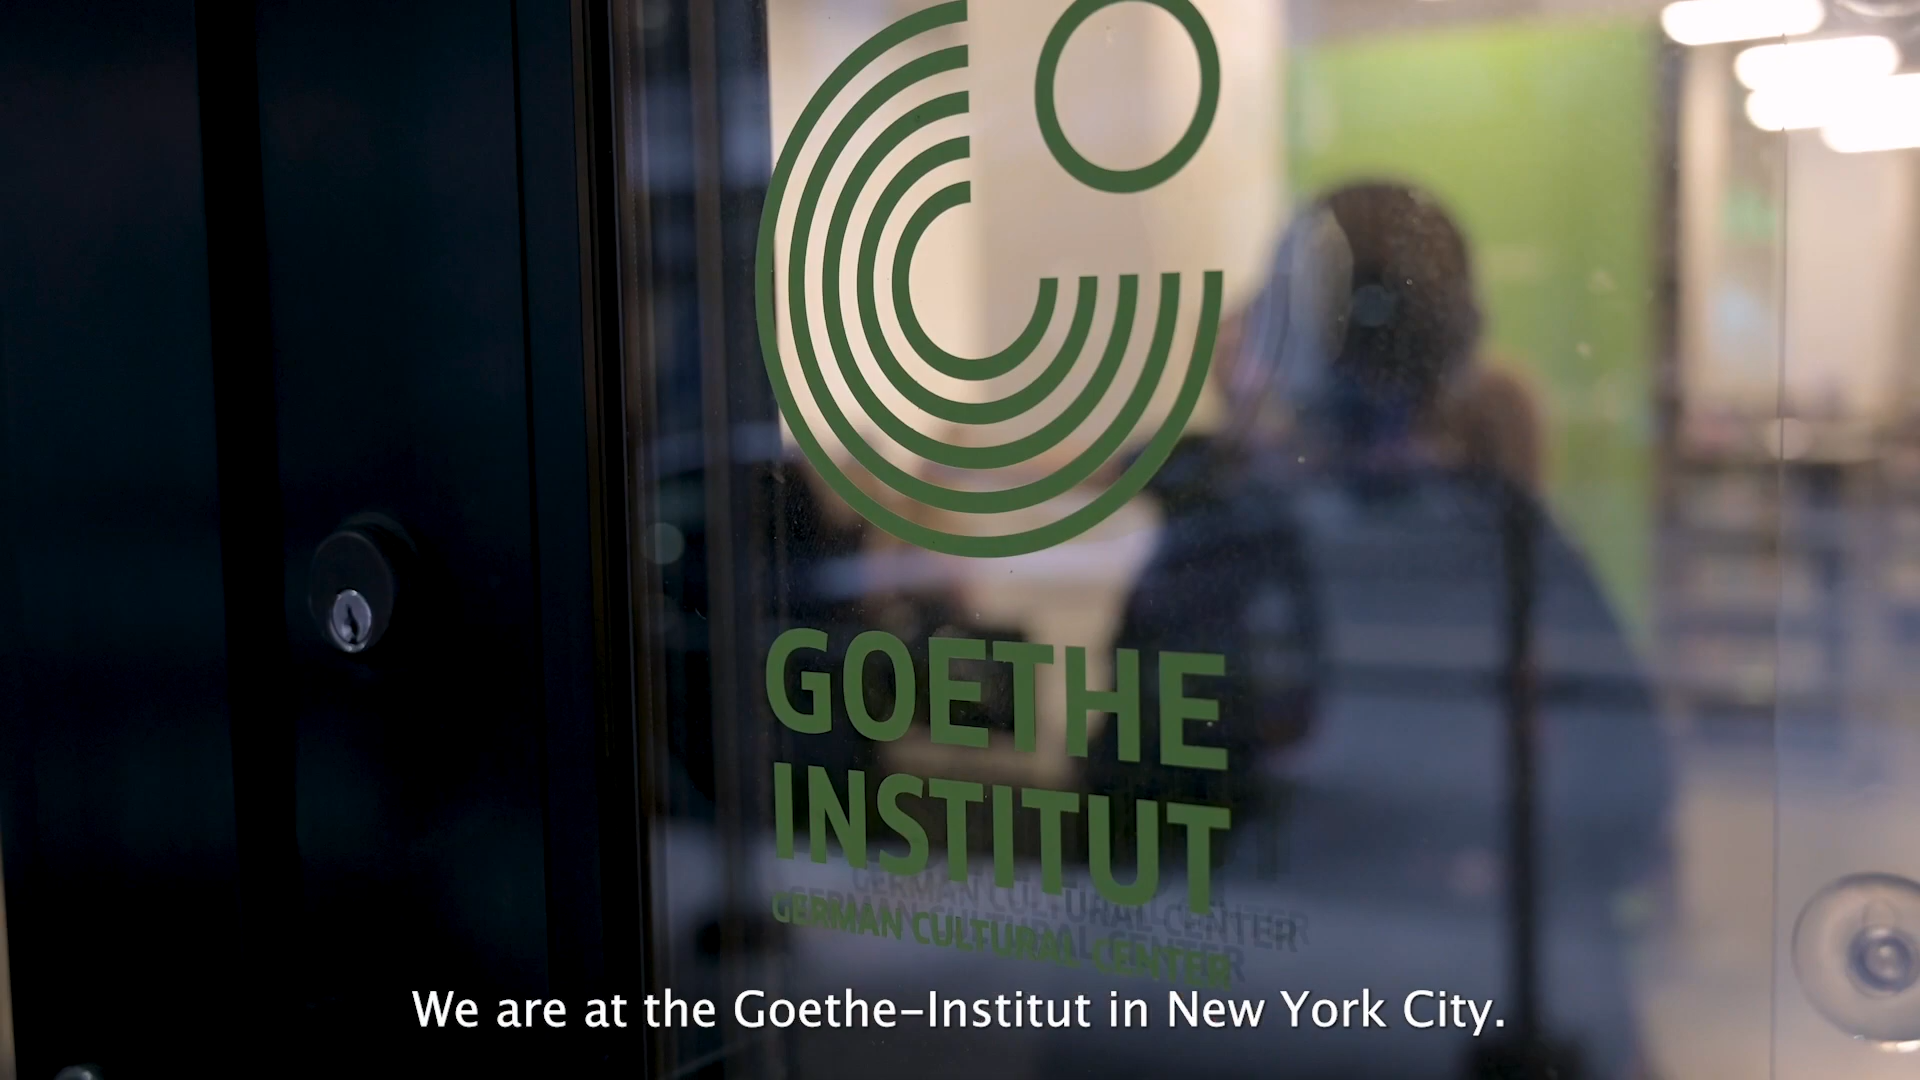 GOETHE
INSTITUT
GERMAN CULTURAL CENTER
We are at the Goethe-Institut in New York City.